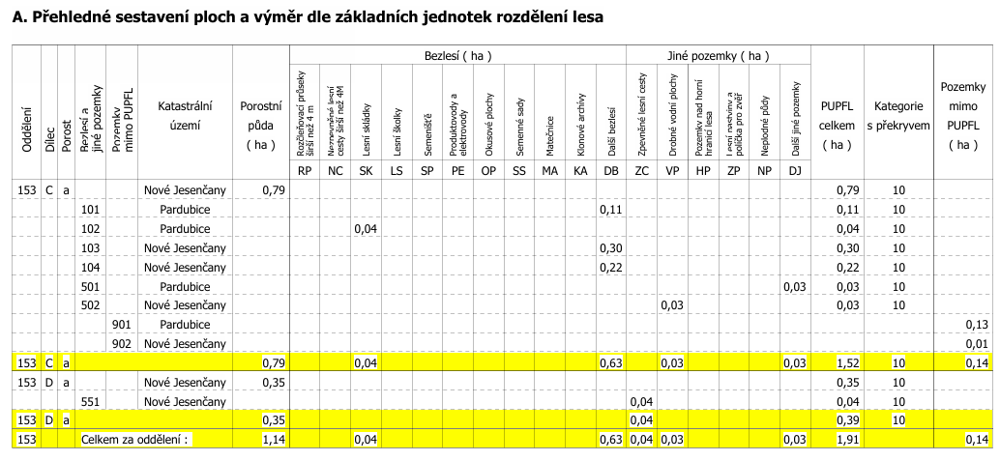 A. Přehledné sestavení ploch a výměr dle základních jednotek rozdělení lesa
Bezlesí ( ha ) Jiné pozemky ( ha )
Oddělení Dílec Porost Bezlesí a jiné pozemky Pozemky mimo PUPFL Katastrální území Porostní půda ( ha ) Rozčleňovací průseky širší než 4 m Nezpevněné lesní cesty širší než 4M Lesní skládky Lesní školky Semeniště Produktovody a elektrovody Okusové plochy Semenné sady Matečnice Klonové archívy Další bezlesí Zpevněné lesní cesty Drobné vodní plochy Pozemky nad horní hranicí lesa Lesní pastviny a políčka pro zvěř Neplodné půdy Další jiné pozemky PUPFL celkem ( ha ) Kategorie s překryvem Pozemky mimo PUPFL ( ha )
RP NC SK LS SP PE OP SS MA KA DB ZC VP HP ZP NP DJ
153 C a Nové Jesenčany 0,79 0,79 10
101 Pardubice 0,11 0,11 10
102 Pardubice 0,04 0,04 10
103 Nové Jesenčany 0,30 0,30 10
104 Nové Jesenčany 0,22 0,22 10
501 Pardubice 0,03 0,03 10
502 Nové Jesenčany 0,03 0,03 10
901 Pardubice 0,13
902 Nové Jesenčany 0,01
153 C a 0,79 0,04 0,63 0,03 0,03 1,52 10 0,14
153 D a Nové Jesenčany 0,35 0,35 10
551 Nové Jesenčany 0,04 0,04 10
153 D a 0,35 0,04 0,39 10
153 Celkem za oddělení : 1,14 0,04 0,63 0,04 0,03 0,03 1,91 0,14